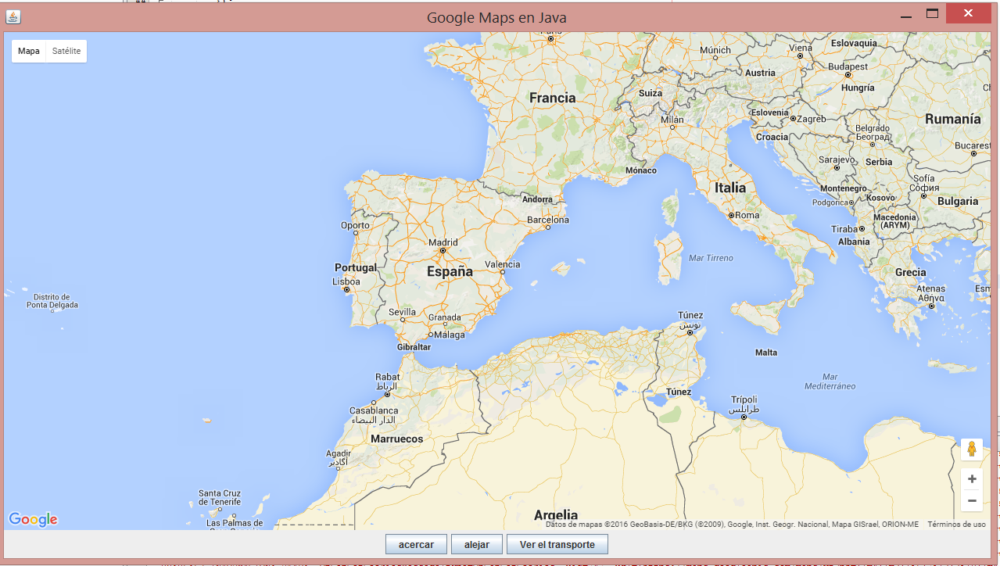 Google Maps en Java
Mapa
Satélite
París
Múnich
Viena
Eslovaquia
Budapest
Austria
Hungría
Suiza
Francia
Milán
Eslovenia
Zagreb
Rumanía
Belgrado
Београд
Croacia
Bucarest
Sarajevo
Serbia
Mónaco
Sofía
София
Italia
Montenegro
Kosovo
Andorra
Podgorica
Bulgaria
Roma
Macedonia
(ARYM)
Barcelona
Oporto
Tiraba
Albania
Madrid
Mar Tirreno
Portugal
España
Valencia
Grecia
Lisboa
Atenas
Αθήνα
Distrito de
Ponta Delgada
Sevilla
Granada
Málaga
Túnez
تونس
Gibraltar
Malta
Rabat
الرباط
Mar
Mediterráneo
Túnez
Trípoli
طرابلس
Casablanca
الدار البيضاء
Marruecos
Agadir
أكادير
Santa Cruz
de Tenerife
Las Palmas de
Argelia
Google
Datos de mapas ©2016 GeoBasis-DE/BKG (©2009), Google, Inst. Geogr. Nacional, Mapa GISrael, ORION-ME
Términos de uso
acercar
alejar
Ver el transporte